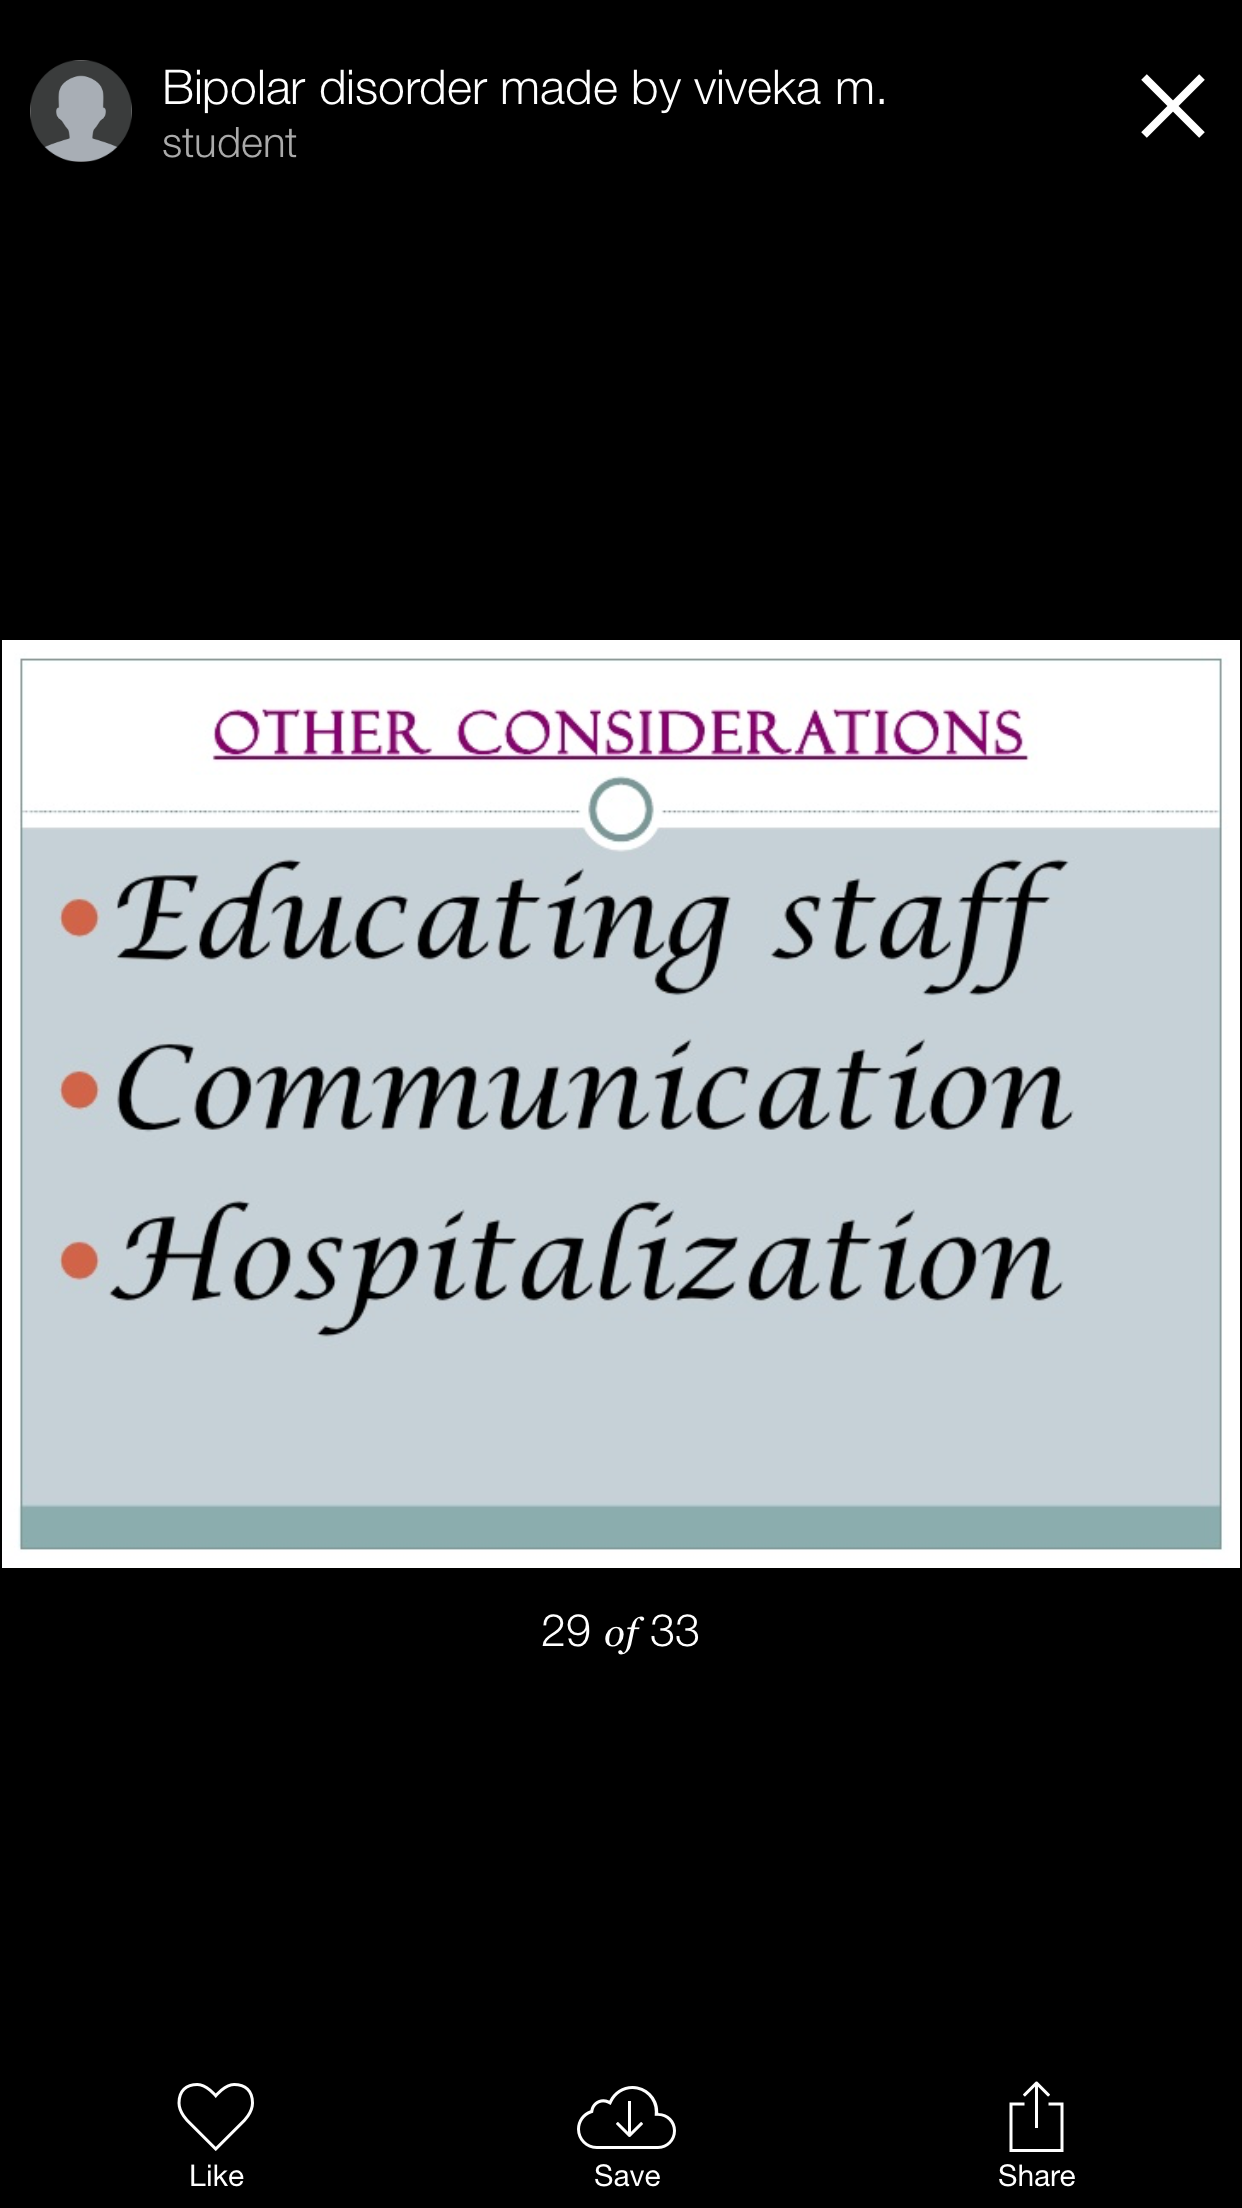 Bipolar disorder made by viveka m.
student
OTHER CONSIDERATIONS
•Educating staff
•Communication
•Hospitalization
29 of 33
Like Save Share